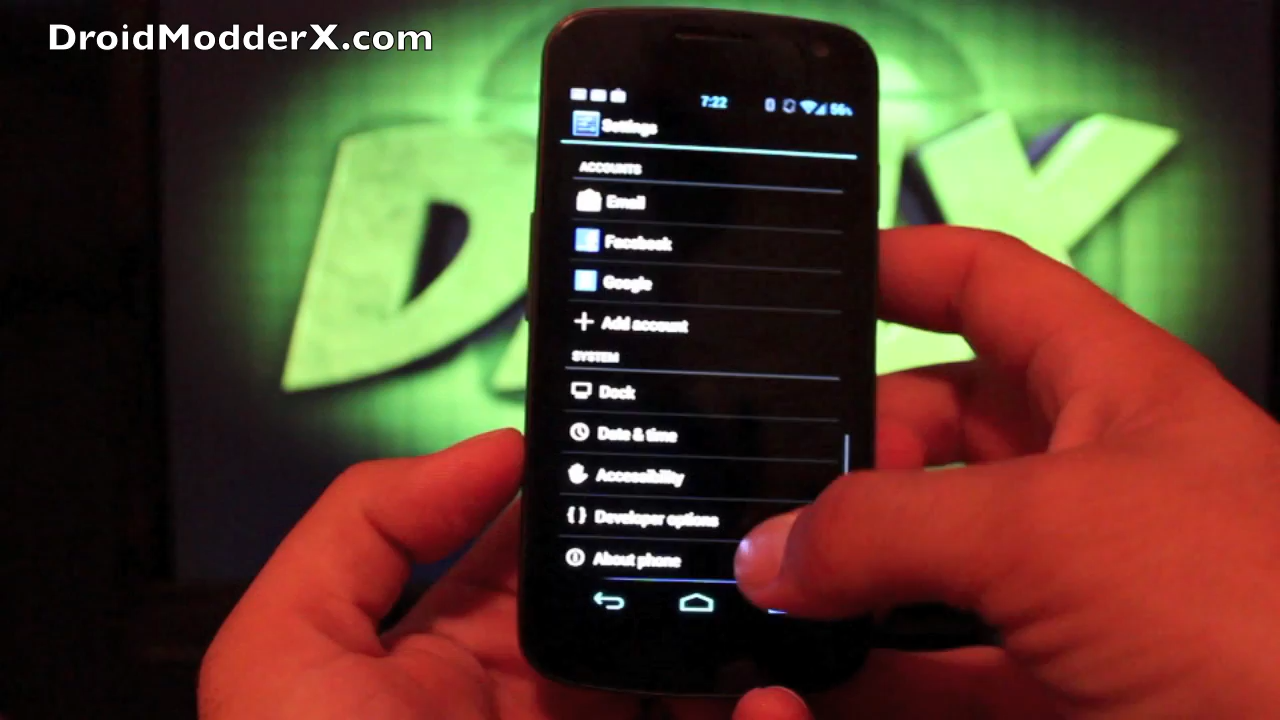 DroidModderX.com
7:22
56%
Settings
ACCOUNTS
Email
Facebook
Google
Add account
SYSTEM
Dock
Date & time
Accessibility
{ } Developer options
About phone